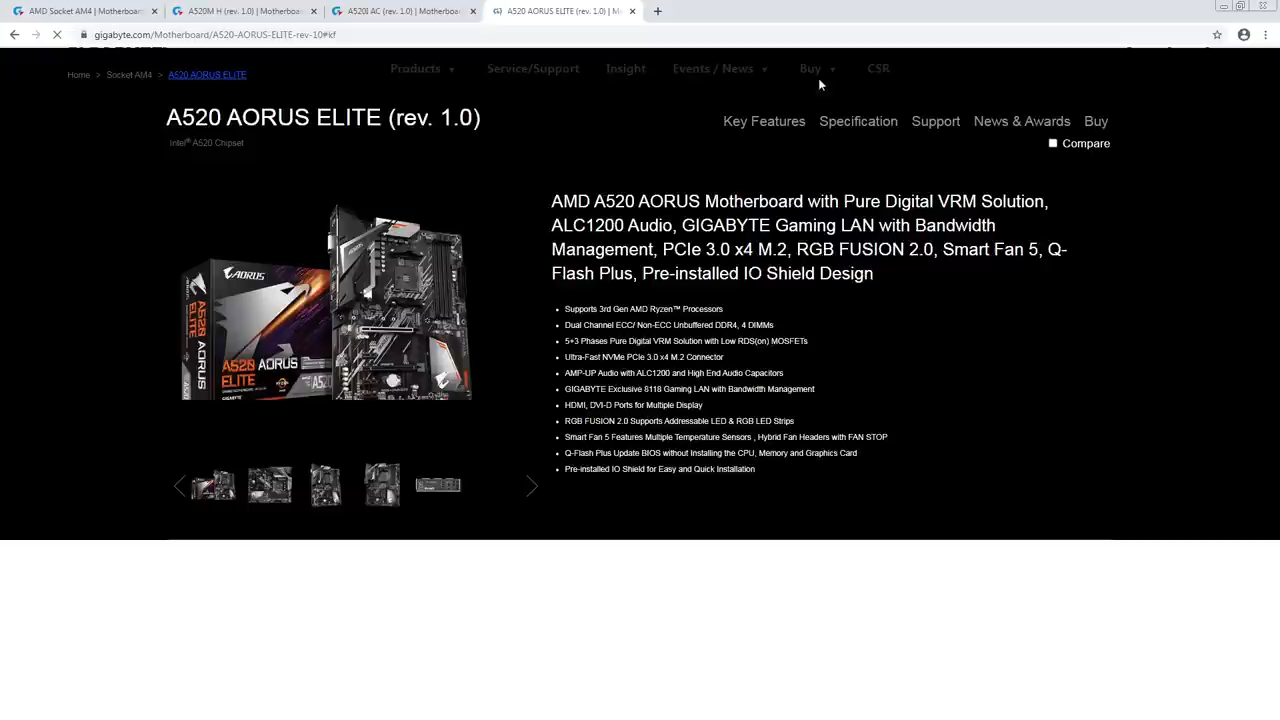 AMD Socket AM4 | Motherboar
A520M H (rev. 1.0) | Motherboa
A520I AC (rev. 1.0) | Motherboa
A520 AORUS ELITE (rev. 1.0) | M
gigabyte.com/Motherboard/A520-AORUS-ELITE-rev-10#kf
Products Service/Support Insight Events / News Buy CSR
Home > Socket AM4 > A520 AORUS ELITE
A520 AORUS ELITE (rev. 1.0)
Key Features Specification Support News & Awards Buy
Intel® A520 Chipset
Compare
AMD A520 AORUS Motherboard with Pure Digital VRM Solution,
ALC1200 Audio, GIGABYTE Gaming LAN with Bandwidth
Management, PCIe 3.0 x4 M.2, RGB FUSION 2.0, Smart Fan 5, Q-
Flash Plus, Pre-installed IO Shield Design
AORUS
A520 AORUS
ELITE
A520 AORUS
ELITE
• Supports 3rd Gen AMD Ryzen™ Processors
• Dual Channel ECC/ Non-ECC Unbuffered DDR4, 4 DIMMs
• 5+3 Phases Pure Digital VRM Solution with Low RDS(on) MOSFETs
• Ultra-Fast NVMe PCIe 3.0 x4 M.2 Connector
• AMP-UP Audio with ALC1200 and High End Audio Capacitors
• GIGABYTE Exclusive 8118 Gaming LAN with Bandwidth Management
• HDMI, DVI-D Ports for Multiple Display
• RGB FUSION 2.0 Supports Addressable LED & RGB LED Strips
• Smart Fan 5 Features Multiple Temperature Sensors , Hybrid Fan Headers with FAN STOP
• Q-Flash Plus Update BIOS without Installing the CPU, Memory and Graphics Card
• Pre-installed IO Shield for Easy and Quick Installation